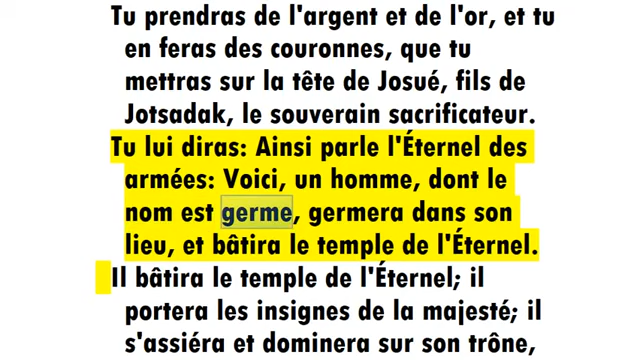 Tu prendras de l'argent et de l'or, et tu
en feras des couronnes, que tu
mettras sur la tête de Josué, fils de
Jotsadak, le souverain sacrificateur.
Tu lui diras: Ainsi parle l'Éternel des
armées: Voici, un homme, dont le
nom est germe, germera dans son
lieu, et bâtira le temple de l'Éternel.
Il bâtira le temple de l'Éternel; il
portera les insignes de la majesté; il
s'assiéra et dominera sur son trône,